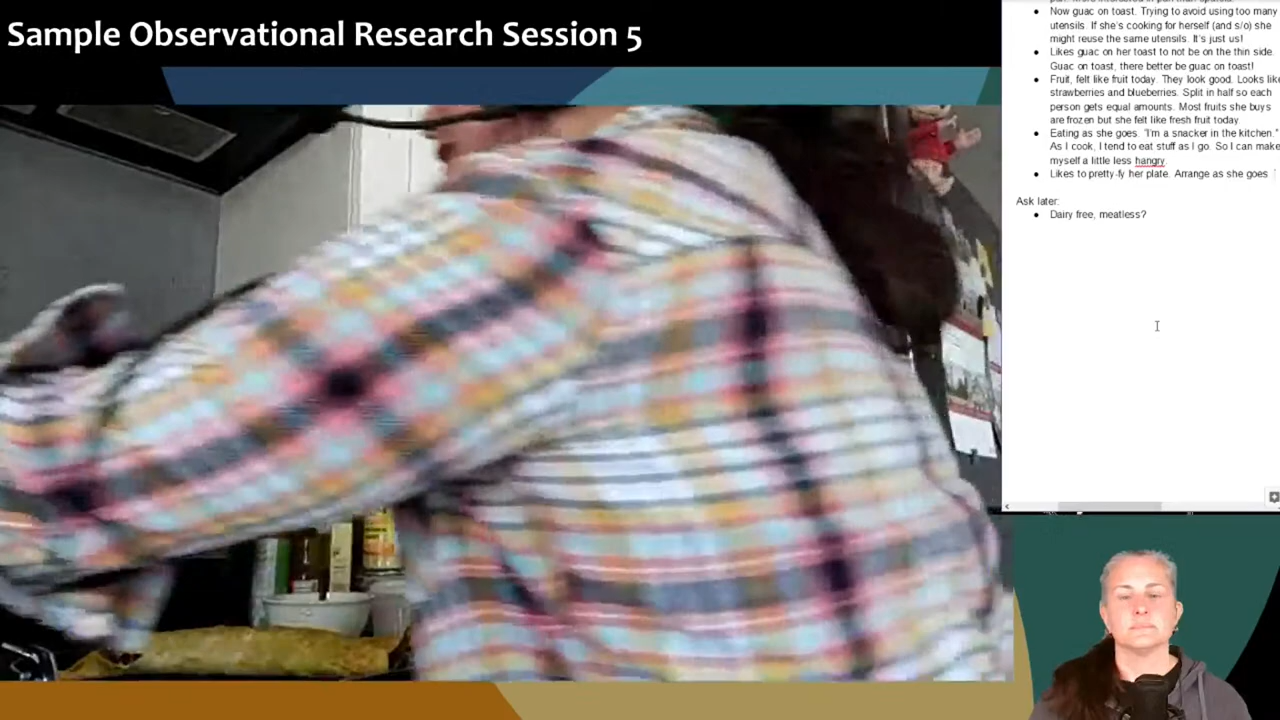 Sample Observational Research Session 5
● Now guac on toast. Trying to avoid using too many
utensils. If she's cooking for herself (and s/o) she
might reuse the same utensils. It's just us!
● Likes guac on her toast to not be on the thin side.
Guac on toast, there better be guac on toast!
● Fruit, felt like fruit today. They look good. Looks like
strawberries and blueberries. Split in half so each
person gets equal amounts. Most fruits she buys
are frozen but she felt like fresh fruit today.
● Eating as she goes. "I'm a snacker in the kitchen."
As I cook, I tend to eat stuff as I go. So I can make
myself a little less hangry.
● Likes to pretty-fy her plate. Arrange as she goes
Ask later:
● Dairy free, meatless?